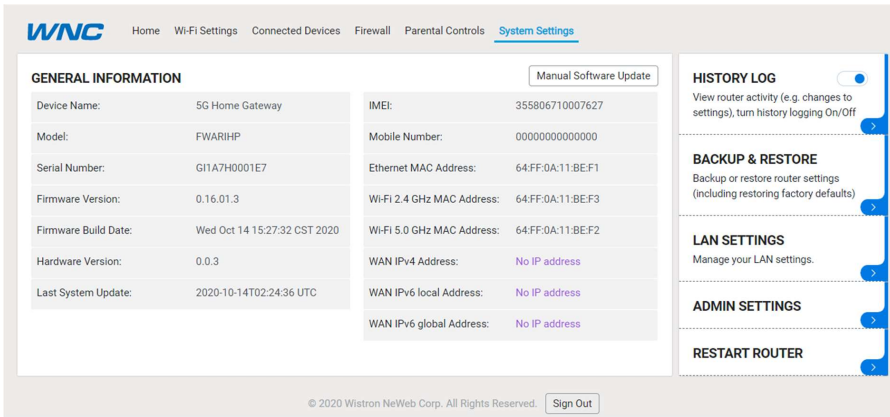 WNC Home Wi-Fi Settings Connected Devices Firewall Parental Controls System Settings
GENERAL INFORMATION Manual Software Update
Device Name: 5G Home Gateway
Model: FWARIHP
Serial Number: GI1A7H0001E7
Firmware Version: 0.16.01.3
Firmware Build Date: Wed Oct 14 15:27:32 CST 2020
Hardware Version: 0.0.3
Last System Update: 2020-10-14T02:24:36 UTC
IMEI: 355806710007627
Mobile Number: 00000000000000
Ethernet MAC Address: 64:FF:0A:11:BE:F1
Wi-Fi 2.4 GHz MAC Address: 64:FF:0A:11:BE:F3
Wi-Fi 5.0 GHz MAC Address: 64:FF:0A:11:BE:F2
WAN IPv4 Address: No IP address
WAN IPv6 local Address: No IP address
WAN IPv6 global Address: No IP address
HISTORY LOG
View router activity (e.g. changes to
settings), turn history logging On/Off
BACKUP & RESTORE
Backup or restore router settings
(including restoring factory defaults)
LAN SETTINGS
Manage your LAN settings.
ADMIN SETTINGS
RESTART ROUTER
© 2020 Wistron NeWeb Corp. All Rights Reserved. Sign Out